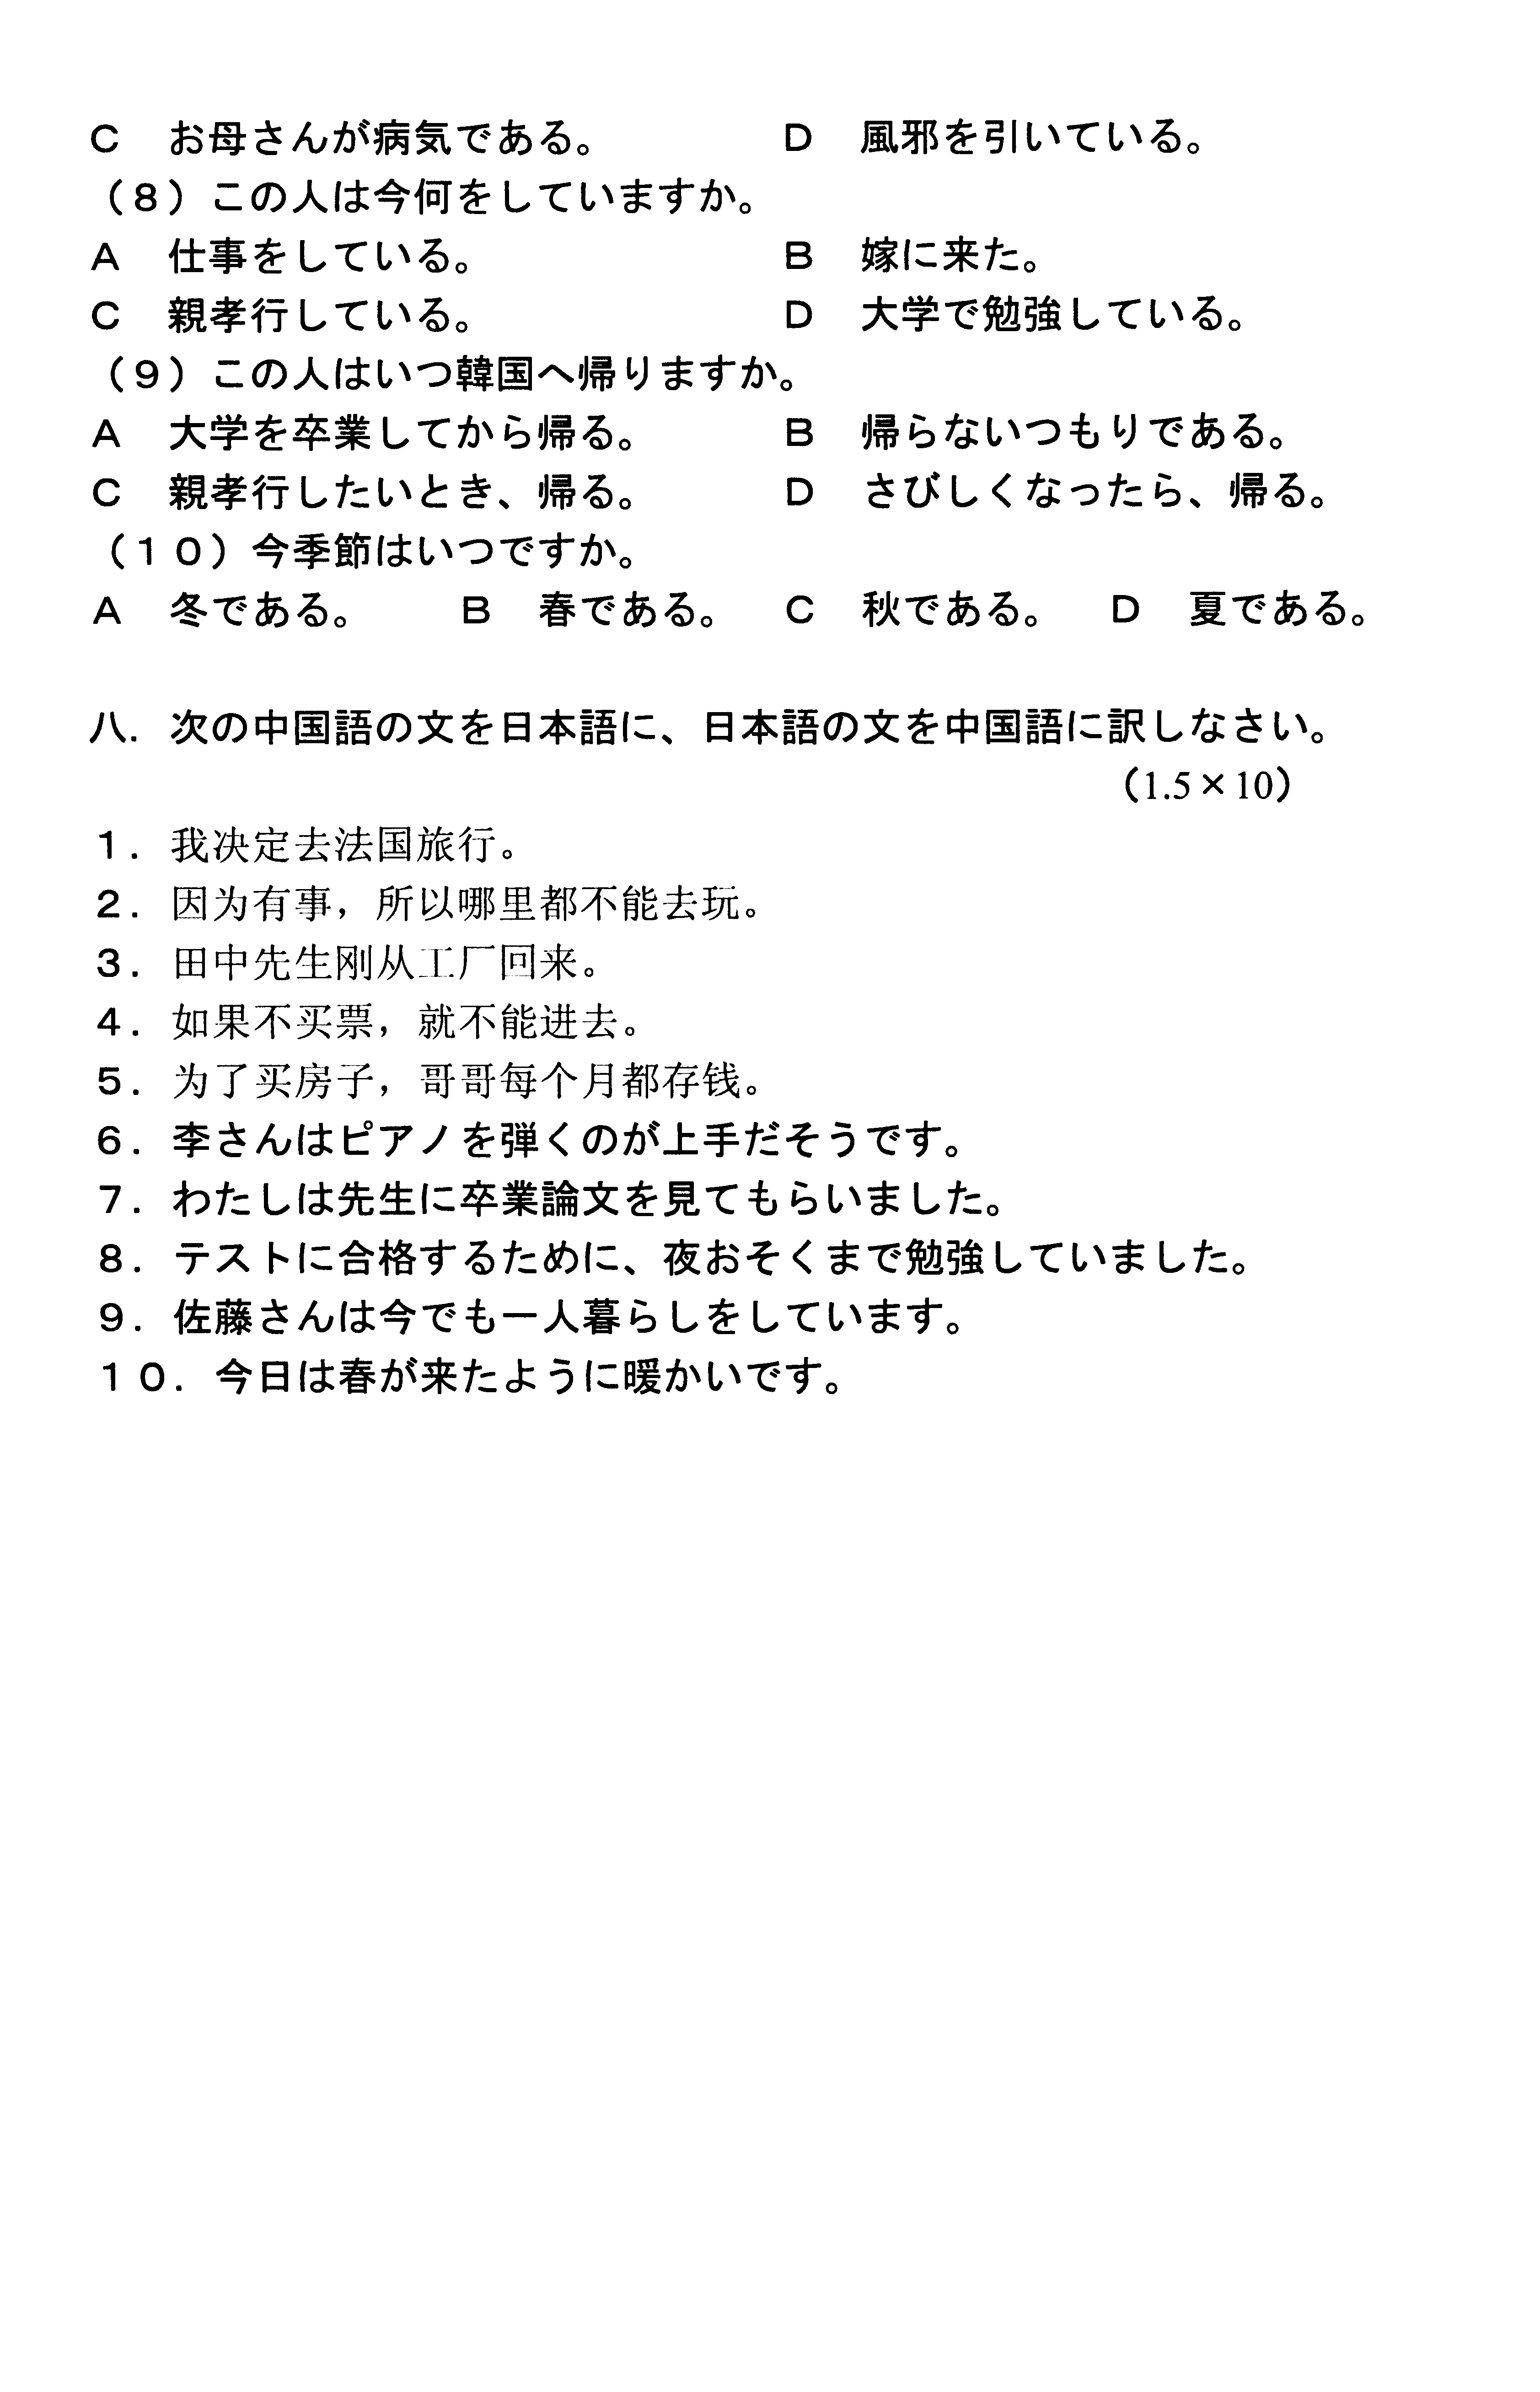 C　お母さんが病気である。　D　風邪を引いている。
（８）この人は今何をしていますか。
A　仕事をしている。　B　嫁に来た。
C　親孝行している。　D　大学で勉強している。
（９）この人はいつ韓国へ帰りますか。
A　大学を卒業してから帰る。　B　帰らないつもりである。
C　親孝行したいとき、帰る。　D　さびしくなったら、帰る。
（１０）今季節はいつですか。
A　冬である。　B　春である。　C　秋である。　D　夏である。
八．次の中国語の文を日本語に、日本語の文を中国語に訳しなさい。
（1.5×10）
１．我决定去法国旅行。
２．因为有事，所以哪里都不能去玩。
３．田中先生刚从工厂回来。
４．如果不买票，就不能进去。
５．为了买房子，哥哥每个月都存钱。
６．李さんはピアノを弾くのが上手だそうです。
７．わたしは先生に卒業論文を見てもらいました。
８．テストに合格するために、夜おそくまで勉強していました。
９．佐藤さんは今でも一人暮らしをしています。
１０．今日は春が来たように暖かいです。